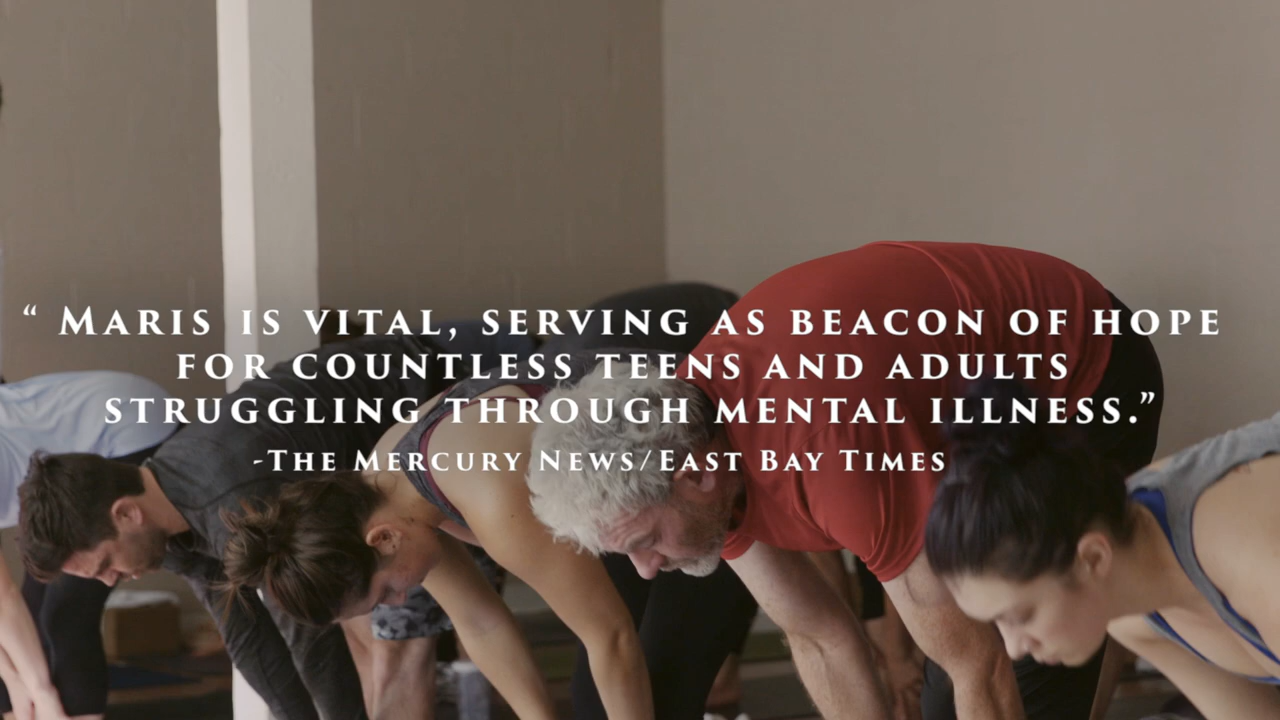 “ Maris is vital, serving as beacon of hope
for countless teens and adults
struggling through mental illness.”
-The Mercury News/East Bay Times